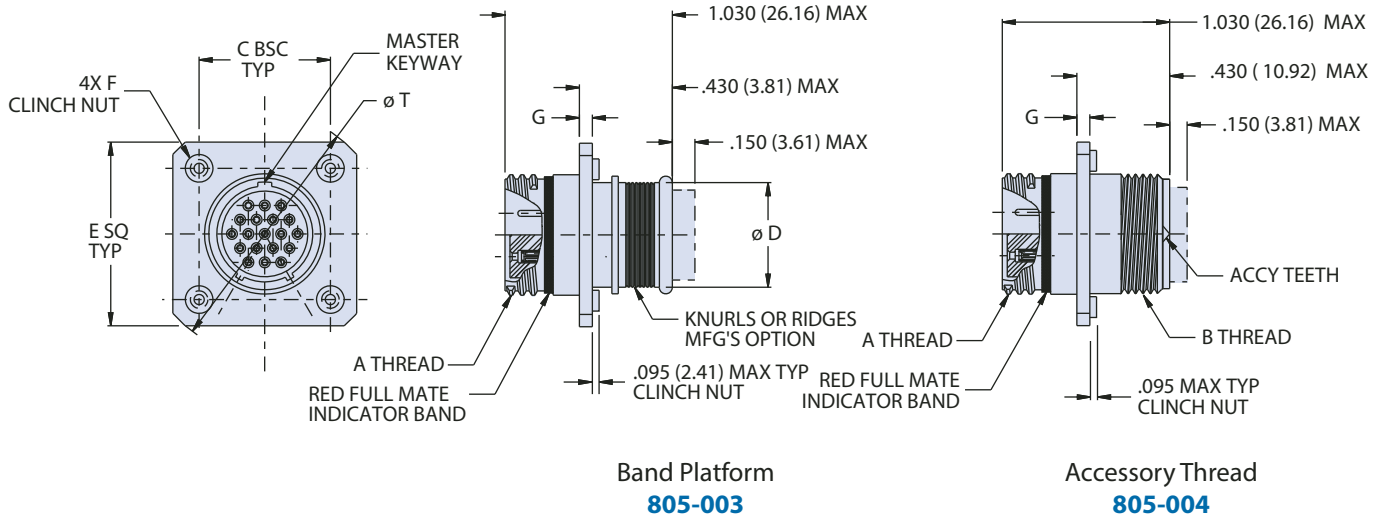 C BSC
TYP
MASTER
KEYWAY
4X F
CLINCH NUT
ø T
E SQ
TYP
1.030 (26.16) MAX
.430 (3.81) MAX
G
.150 (3.61) MAX
ø D
KNURLS OR RIDGES
MFG'S OPTION
A THREAD
.095 (2.41) MAX TYP
CLINCH NUT
RED FULL MATE
INDICATOR BAND
Band Platform
805-003
1.030 (26.16) MAX
.430 ( 10.92) MAX
G
.150 (3.81) MAX
ACCY TEETH
B THREAD
A THREAD
RED FULL MATE
INDICATOR BAND
.095 MAX TYP
CLINCH NUT
Accessory Thread
805-004